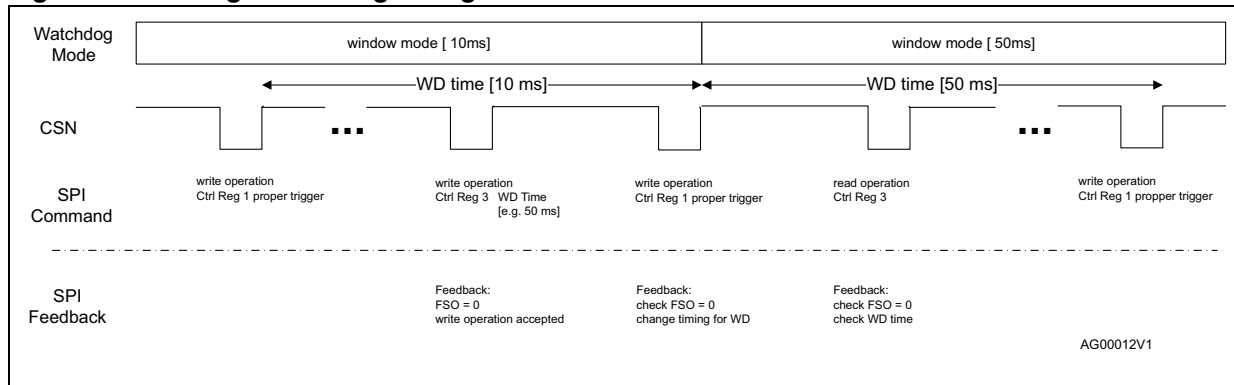 Watchdog
Mode
window mode [ 10ms]
window mode [ 50ms]
WD time [10 ms]
WD time [50 ms]
CSN
...
...
SPI
Command
write operation
Ctrl Reg 1 proper trigger
write operation
Ctrl Reg 3 WD Time
[e.g. 50 ms]
write operation
Ctrl Reg 1 proper trigger
read operation
Ctrl Reg 3
write operation
Ctrl Reg 1 propper trigger
SPI
Feedback
Feedback:
FSO = 0
write operation accepted
Feedback:
check FSO = 0
change timing for WD
Feedback:
check FSO = 0
check WD time
AG00012V1